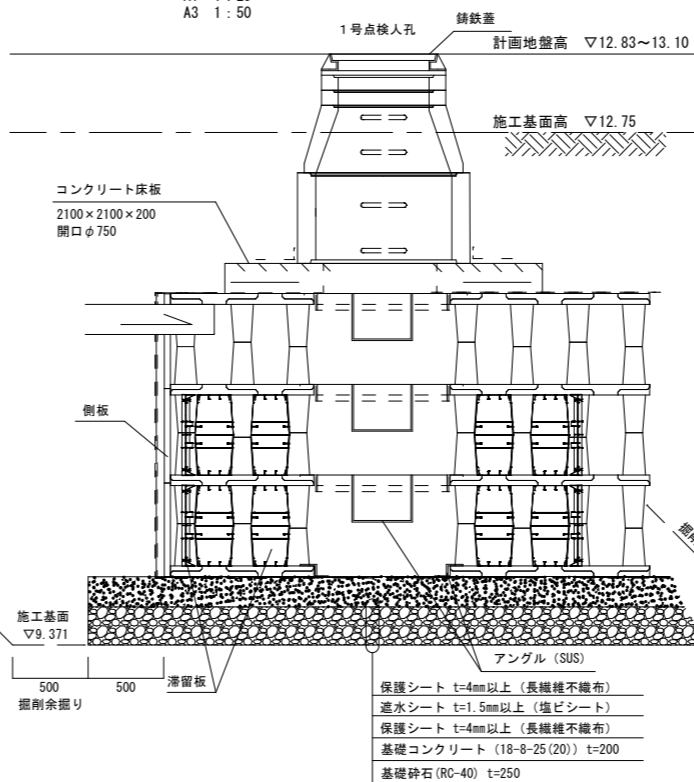 A3 1：50
1号点検人孔
鋳鉄蓋
計画地盤高 ▽12.83～13.10
施工基面高 ▽12.75
コンクリート床板
2100×2100×200
開口φ750
側板
掘削
施工基面
▽9.371
500
500
掘削余掘り
滞留板
アングル（SUS）
保護シート t=4mm以上（長繊維不織布）
遮水シート t=1.5mm以上（塩ビシート）
保護シート t=4mm以上（長繊維不織布）
基礎コンクリート（18-8-25(20)）t=200
基礎砕石(RC-40) t=250